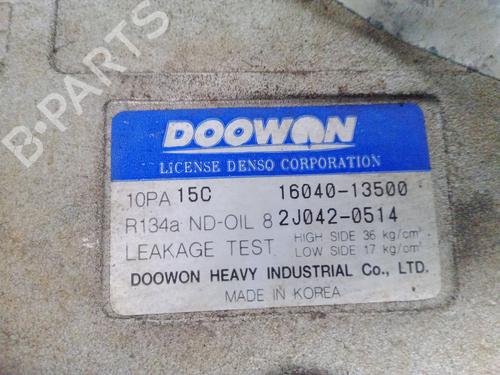 B-PARTS
DOOWON
LICENSE DENSO CORPORATION
10PA 15C 16040-13500
R134a ND-OIL 8 2J042-0514
LEAKAGE TEST HIGH SIDE 36 kg/cm²
LOW SIDE 17 kg/cm²
DOOWON HEAVY INDUSTRIAL Co., LTD.
MADE IN KOREA